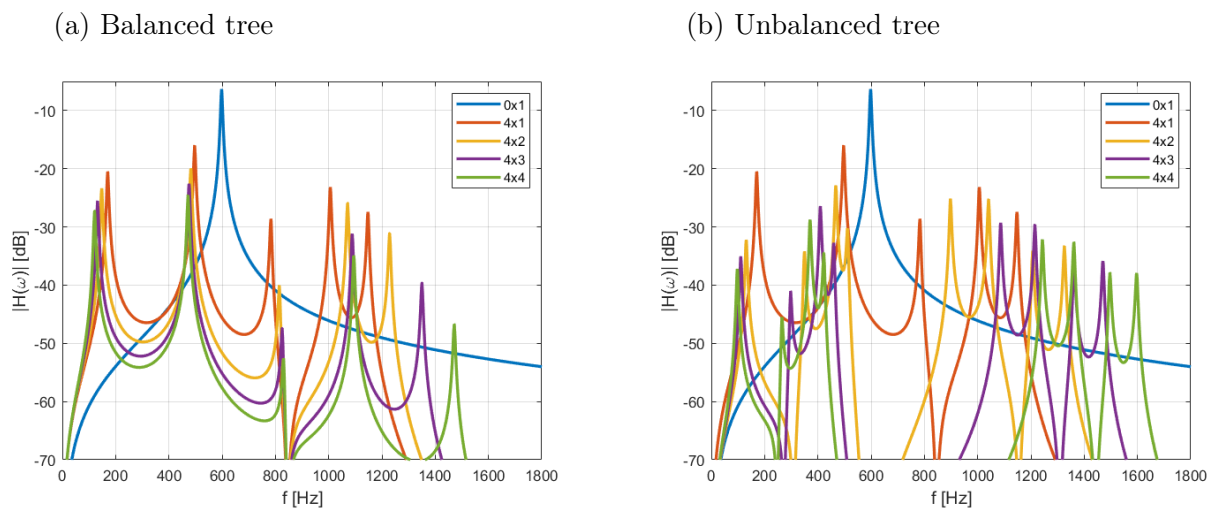 (a) Balanced tree
-10
-20
-30
-40
-50
-60
-70
|H(ω)| [dB]
0x1
4x1
4x2
4x3
4x4
0 200 400 600 800 1000 1200 1400 1600 1800
f [Hz]
(b) Unbalanced tree
-10
-20
-30
-40
-50
-60
-70
|H(ω)| [dB]
0x1
4x1
4x2
4x3
4x4
0 200 400 600 800 1000 1200 1400 1600 1800
f [Hz]